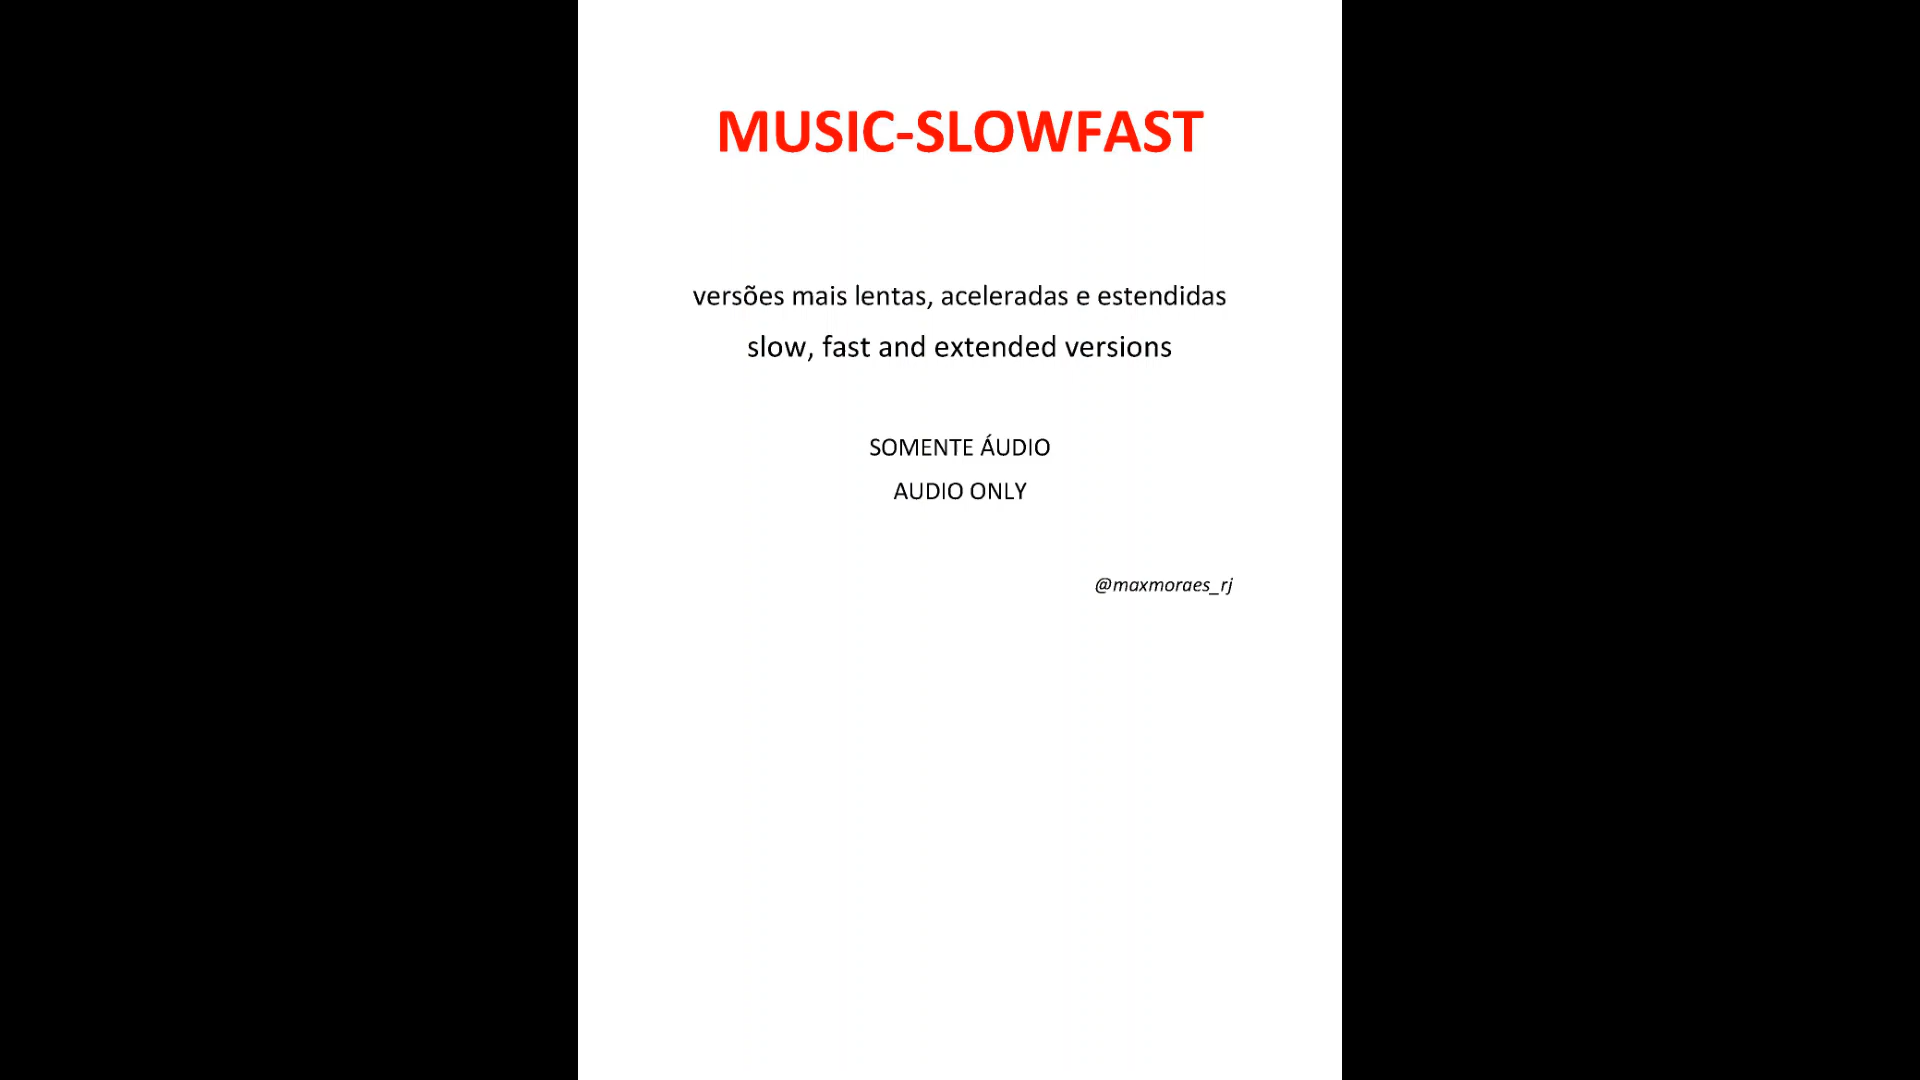 MUSIC-SLOWFAST
versões mais lentas, aceleradas e estendidas
slow, fast and extended versions
SOMENTE ÁUDIO
AUDIO ONLY
@maxmoraes_rj